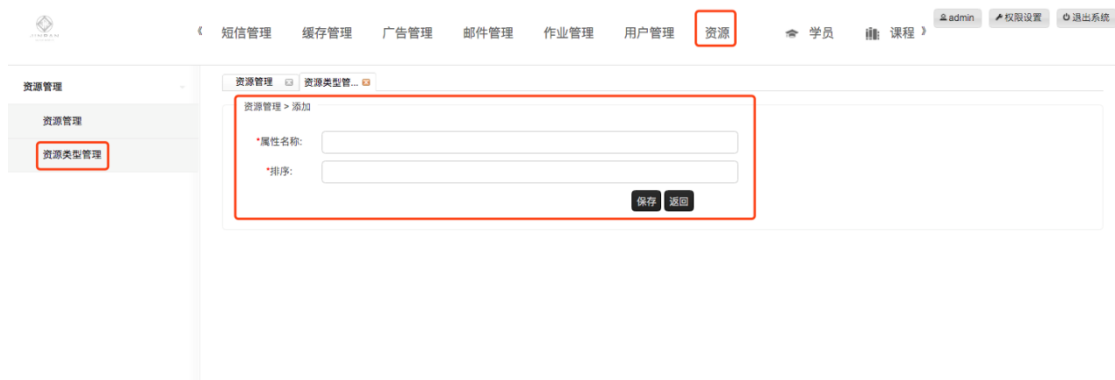 admin 权限设置 退出系统
《 短信管理 缓存管理 广告管理 邮件管理 作业管理 用户管理 资源 学员 课程 》
资源管理
资源管理
资源类型管理
资源管理 资源类型管...
资源管理 > 添加
*属性名称:
*排序:
保存 返回